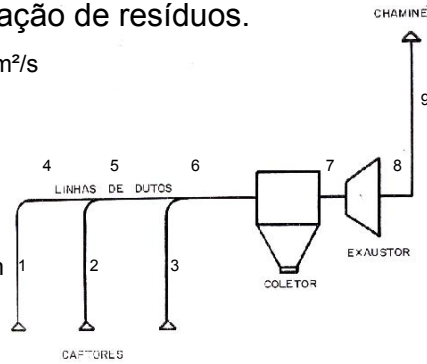 ação de resíduos.
CHAMINÉ
m²/s
9
4 5 6 7 8
LINHAS DE DUTOS
EXAUSTOR
1 2 3
COLETOR
CAPTORES